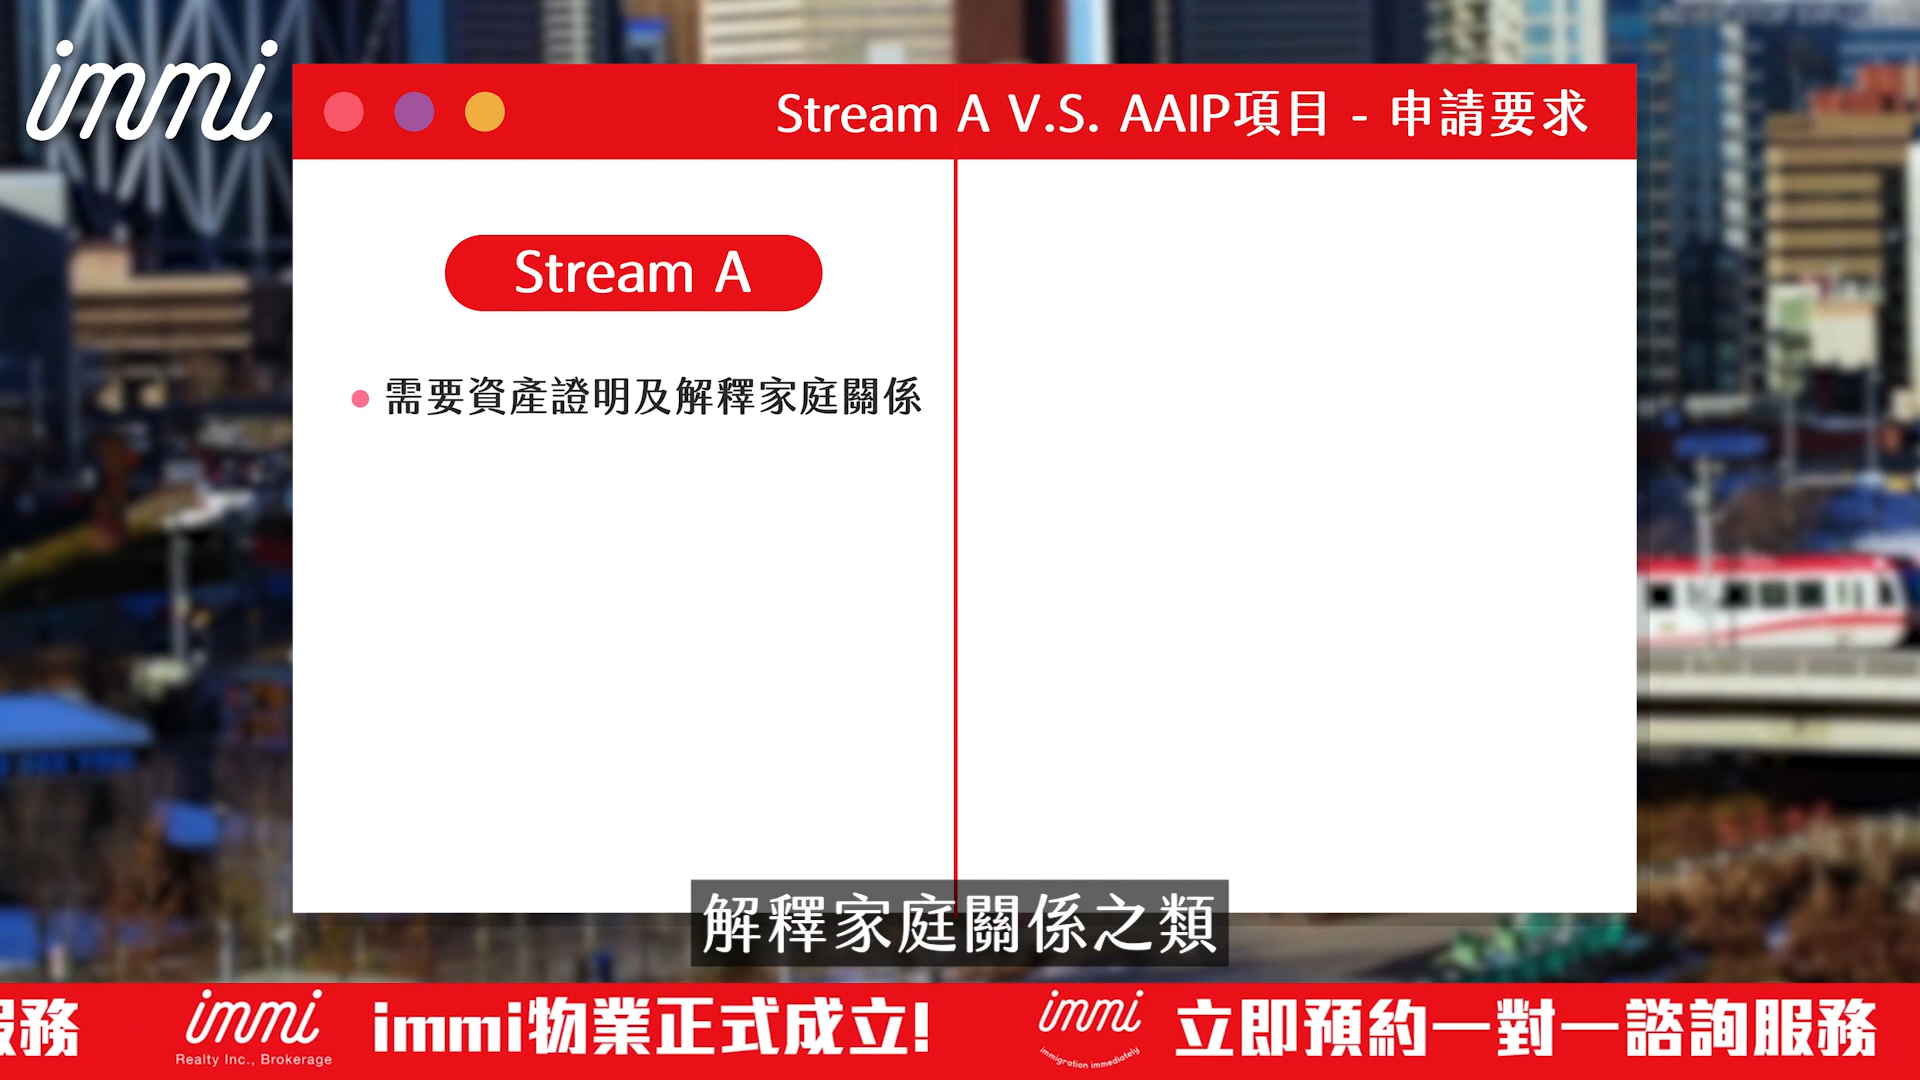 immi
Stream A V.S. AAIP項目 - 申請要求
Stream A
需要資產證明及解釋家庭關係
解釋家庭關係之類
服務
immi
Realty Inc., Brokerage
immi物業正式成立!
immi
immigration immediately
立即預約一對一諮詢服務